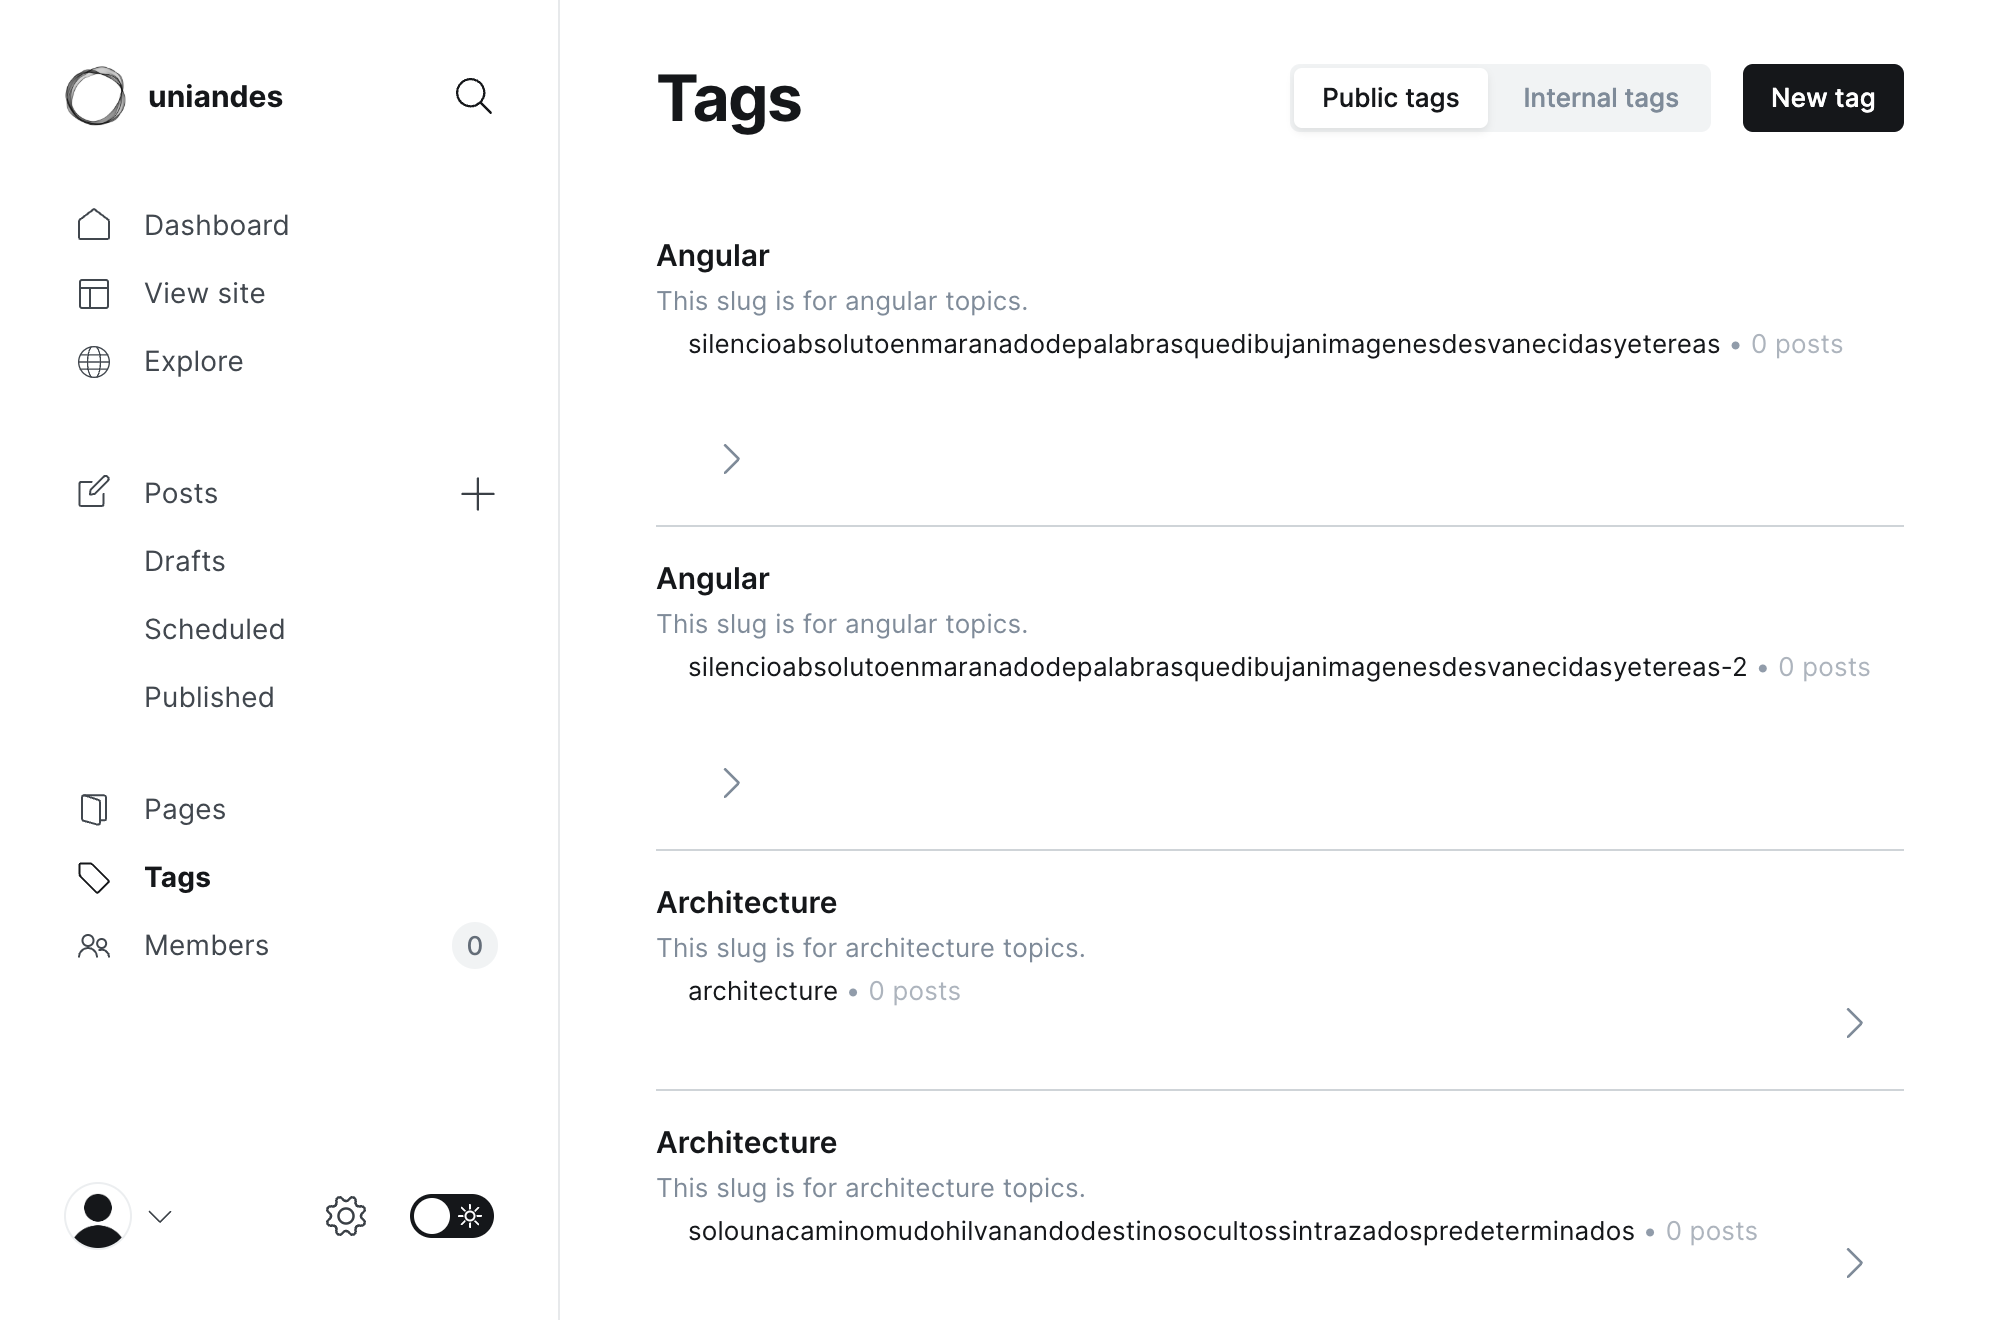 uniandes
Dashboard
View site
Explore
Posts
Drafts
Scheduled
Published
Pages
Tags
Members 0
Tags
Public tags Internal tags New tag
Angular
This slug is for angular topics.
silencioabsolutoenmaranadodepalabrasquedibujanimagenesdesvanecidasyetereas • 0 posts
Angular
This slug is for angular topics.
silencioabsolutoenmaranadodepalabrasquedibujanimagenesdesvanecidasyetereas-2 • 0 posts
Architecture
This slug is for architecture topics.
architecture • 0 posts
Architecture
This slug is for architecture topics.
solounacaminomudohilvanandodestinosocultossintrazadospredeterminados • 0 posts